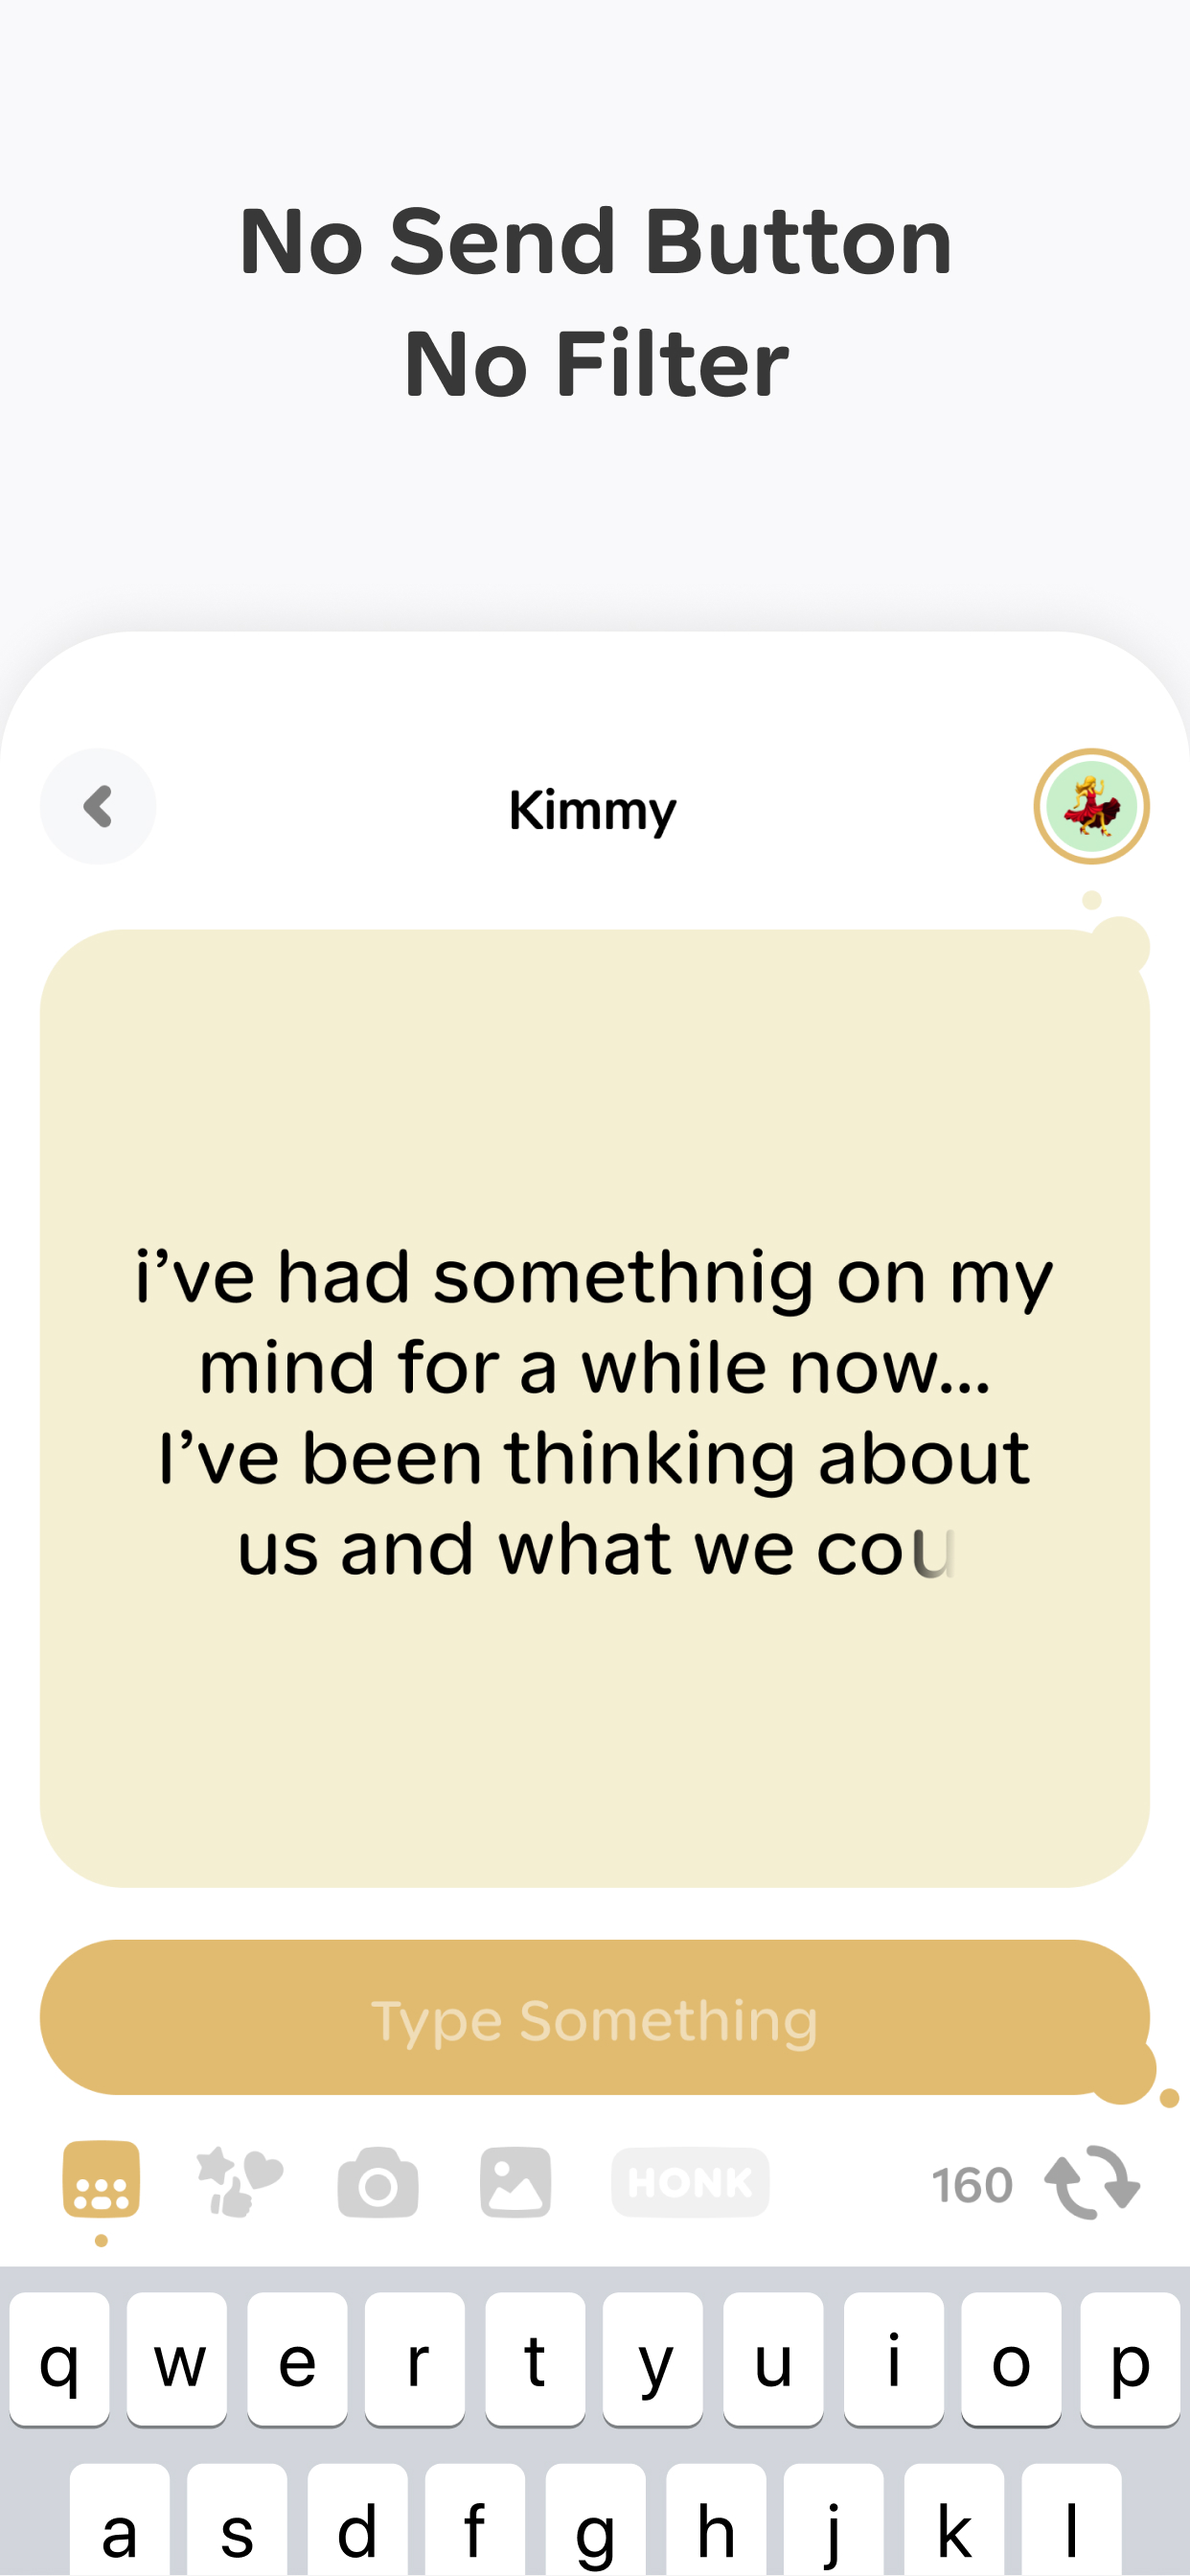 No Send Button
No Filter
Kimmy
i’ve had somethnig on my
mind for a while now...
I’ve been thinking about
us and what we cou
Type Something
HONK
160
q w e r t y u i o p
a s d f g h j k l